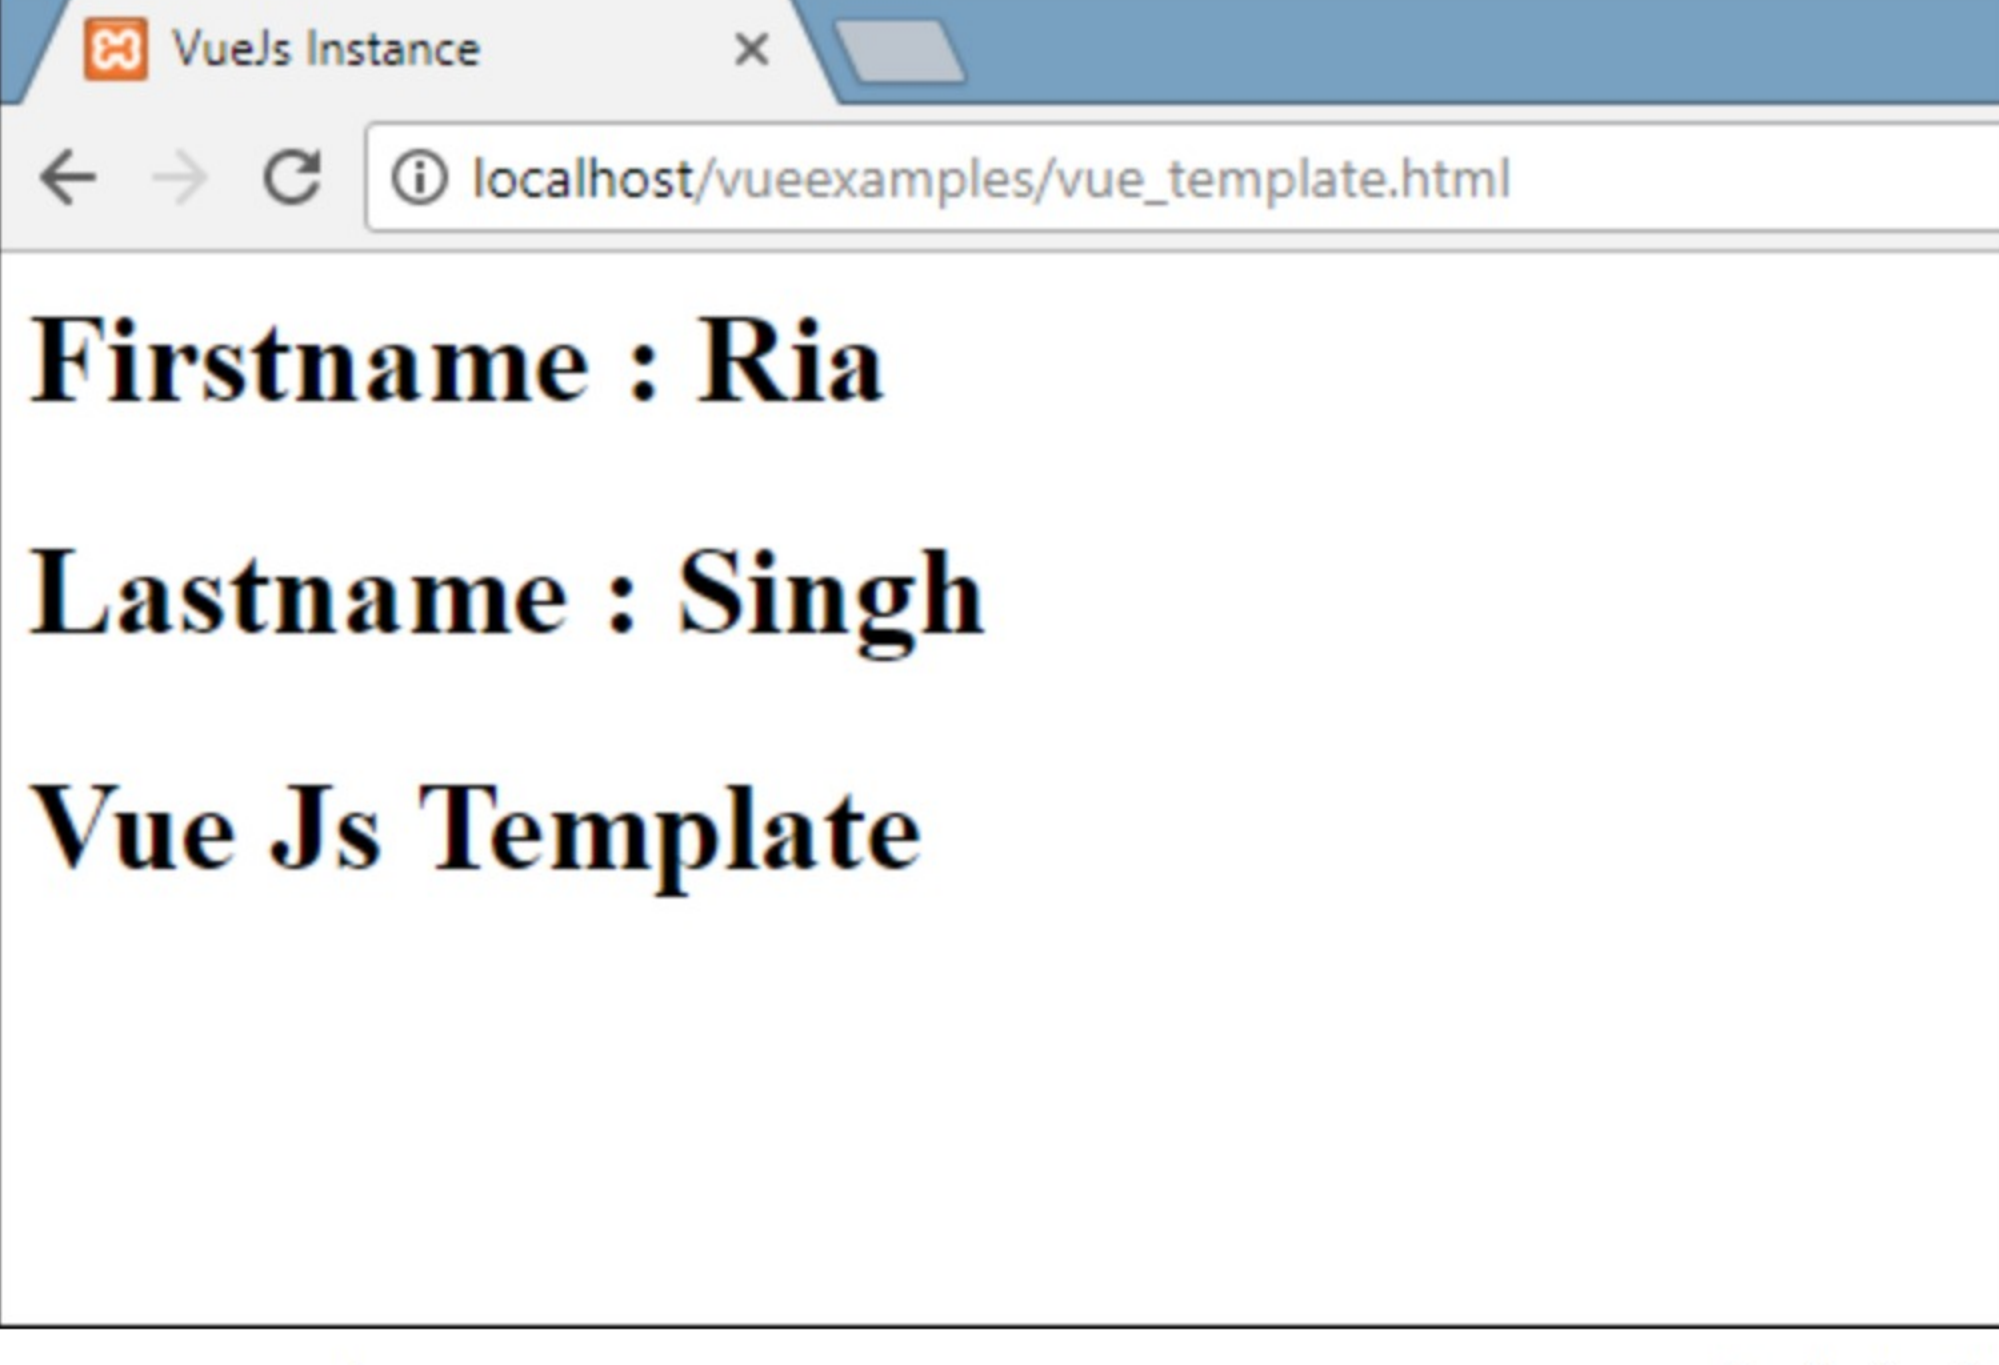 VueJs Instance
localhost/vueexamples/vue_template.html
Firstname : Ria
Lastname : Singh
Vue Js Template